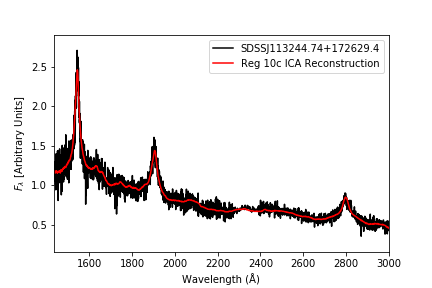 SDSSJ113244.74+172629.4
Reg 10c ICA Reconstruction
2.5
2.0
1.5
1.0
0.5
Fλ [Arbitrary Units]
1600 1800 2000 2200 2400 2600 2800 3000
Wavelength (Å)